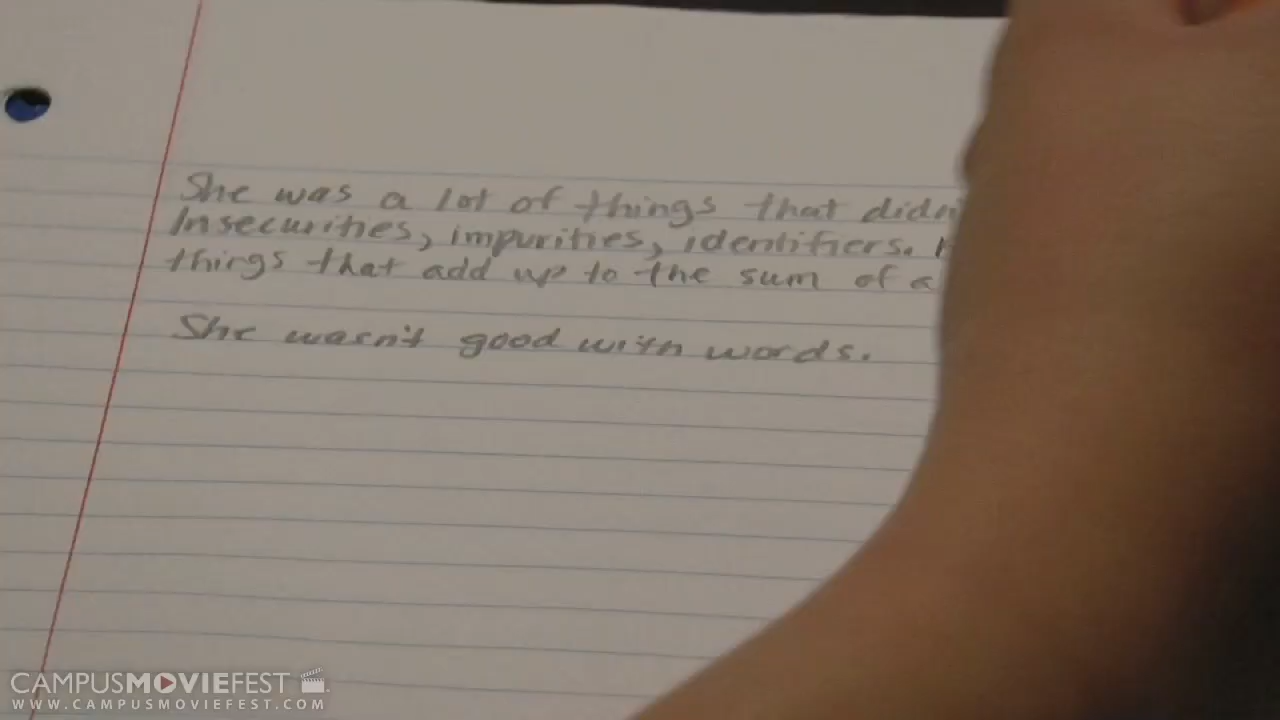 She was a lot of things that
Insecurities, impurities, identifiers.
things that add up to the sum of a
She wasn't good with words.
CAMPUSMOVIEFEST
WWW.CAMPUSMOVIEFEST.COM